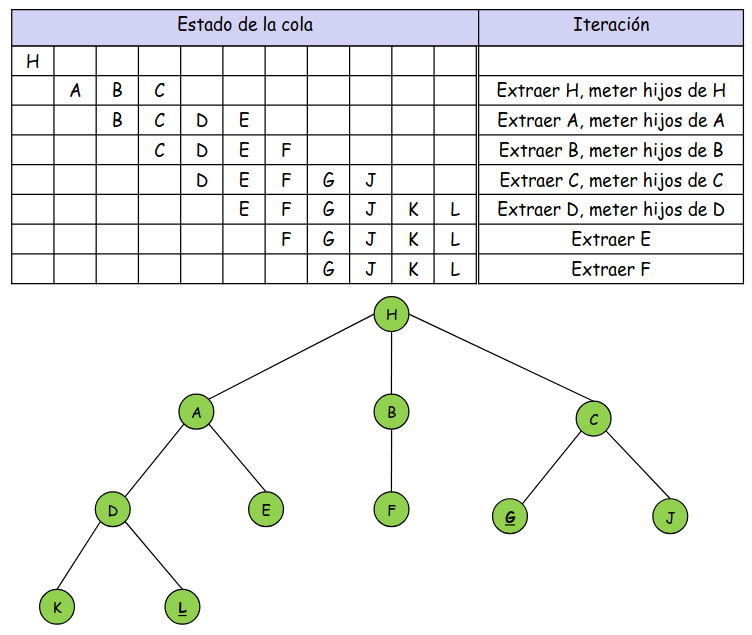 Estado de la cola Iteración
H
A B C Extraer H, meter hijos de H
B C D E Extraer A, meter hijos de A
C D E F Extraer B, meter hijos de B
D E F G J Extraer C, meter hijos de C
E F G J K L Extraer D, meter hijos de D
F G J K L Extraer E
G J K L Extraer F
H
A B C
D E F G J
K L